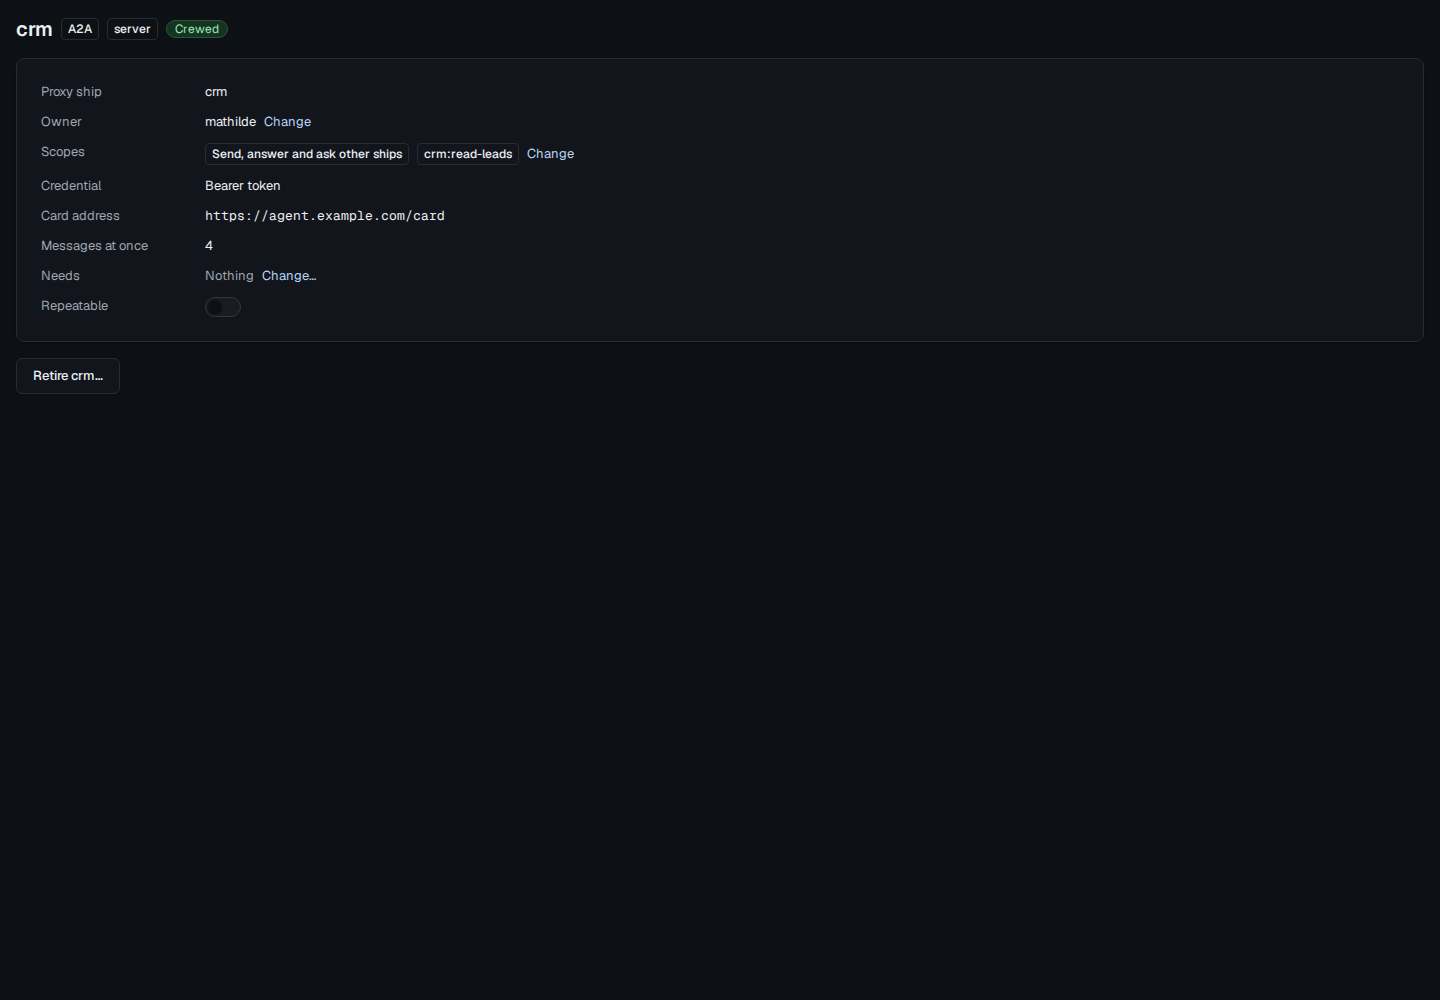 crm A2A server Crewed
Proxy ship crm
Owner mathilde Change
Scopes Send, answer and ask other ships crm:read-leads Change
Credential Bearer token
Card address https://agent.example.com/card
Messages at once 4
Needs Nothing Change…
Repeatable
Retire crm…